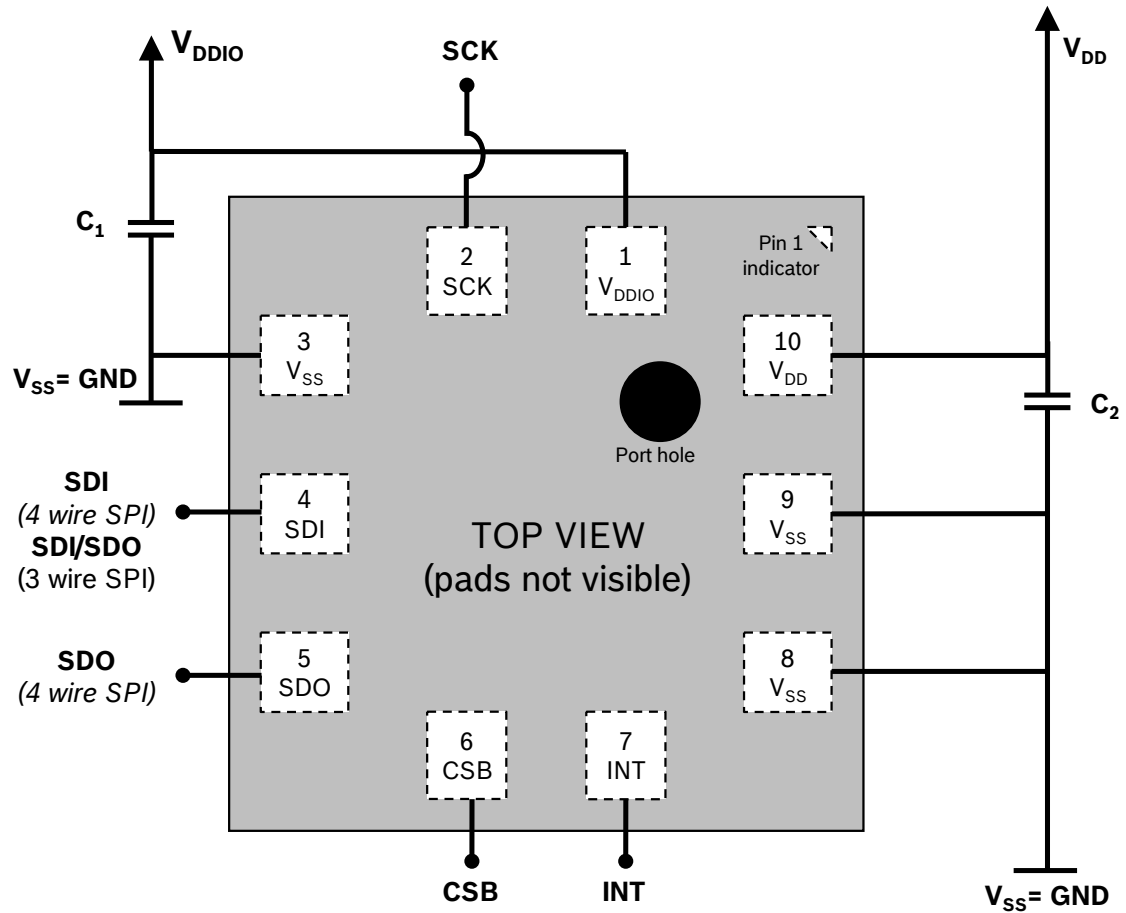 V_DDIO
SCK
V_DD
C₁
2
SCK
1
V_DDIO
Pin 1
indicator
3
V_SS
10
V_DD
V_SS= GND
C₂
Port hole
SDI
(4 wire SPI)
SDI/SDO
(3 wire SPI)
4
SDI
9
V_SS
TOP VIEW
(pads not visible)
SDO
(4 wire SPI)
5
SDO
8
V_SS
6
CSB
7
INT
CSB
INT
V_SS= GND